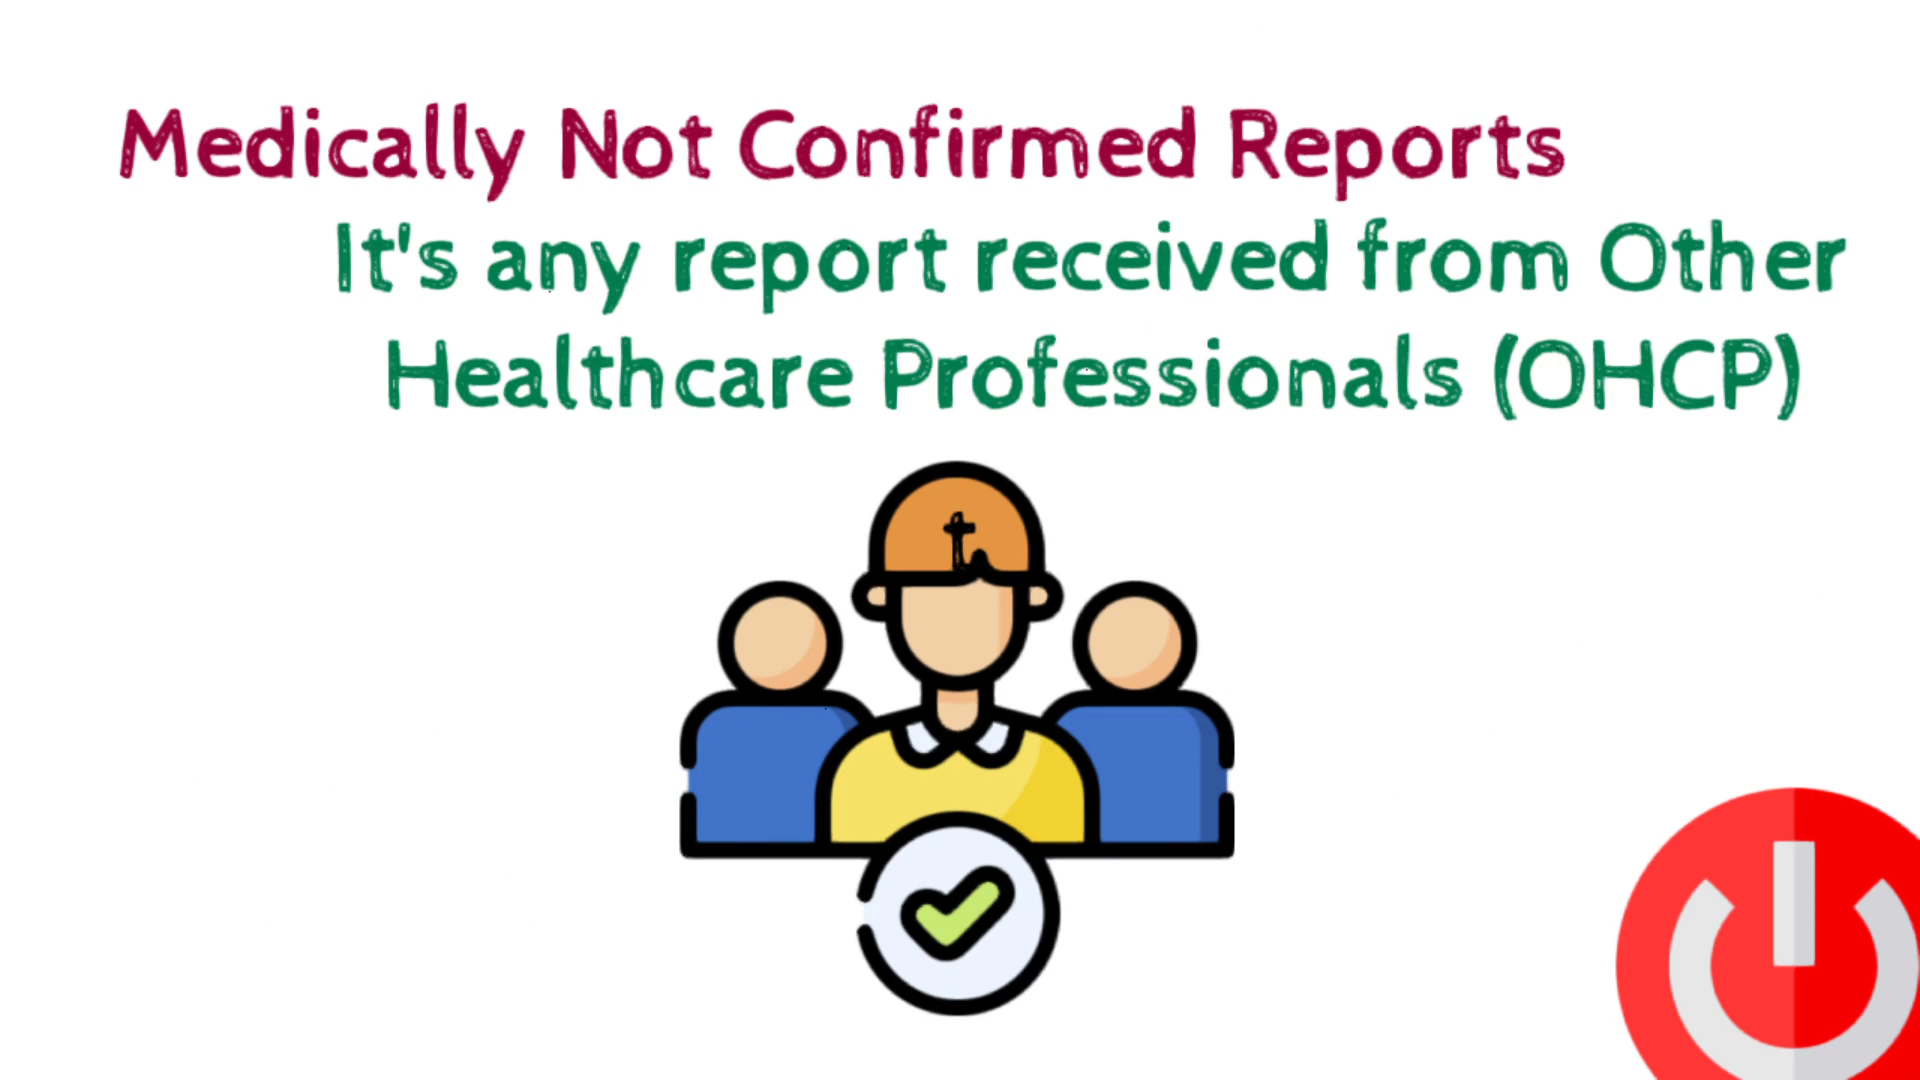 Medically Not Confirmed Reports
It's any report received from Other
Healthcare Professionals (OHCP)
t